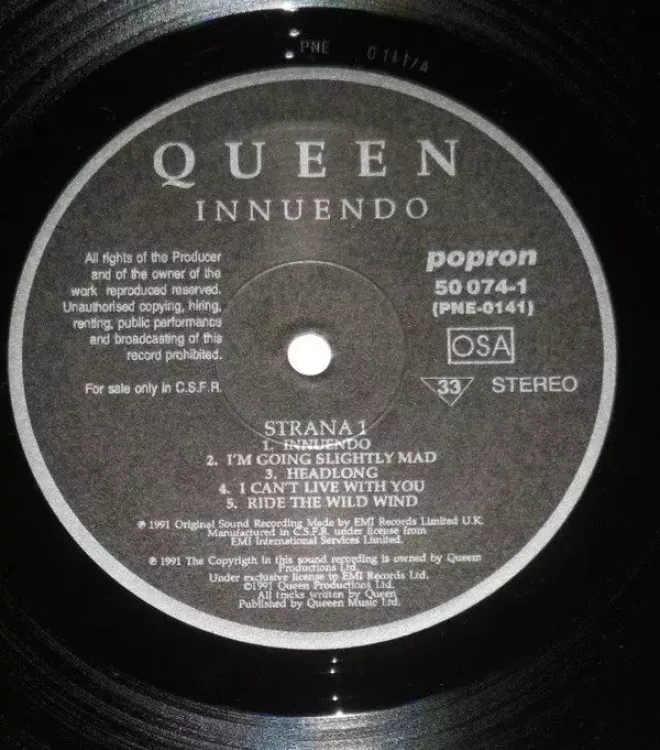 PNE 0141/A
QUEEN
INNUENDO
All rights of the Producer
and of the owner of the
work reproduced reserved.
Unauthorised copying, hiring,
renting, public performance
and broadcasting of this
record prohibited.
For sale only in C.S.F.R.
popron
50 074-1
(PNE-0141)
OSA
33 STEREO
STRANA 1
1. INNUENDO
2. I'M GOING SLIGHTLY MAD
3. HEADLONG
4. I CAN'T LIVE WITH YOU
5. RIDE THE WILD WIND
℗ 1991 Original Sound Recording Made by EMI Records Limited U.K.
Manufactured in C.S.F.R. under license from
EMI International Services Limited.
℗ 1991 The Copyrigth in this sound recording is owned by Queem
Productions Ltd.
Under exclusive license to EMI Records Ltd.
©1991 Queen Productions Ltd.
All tracks written by Queen
Published by Queeen Music Ltd.